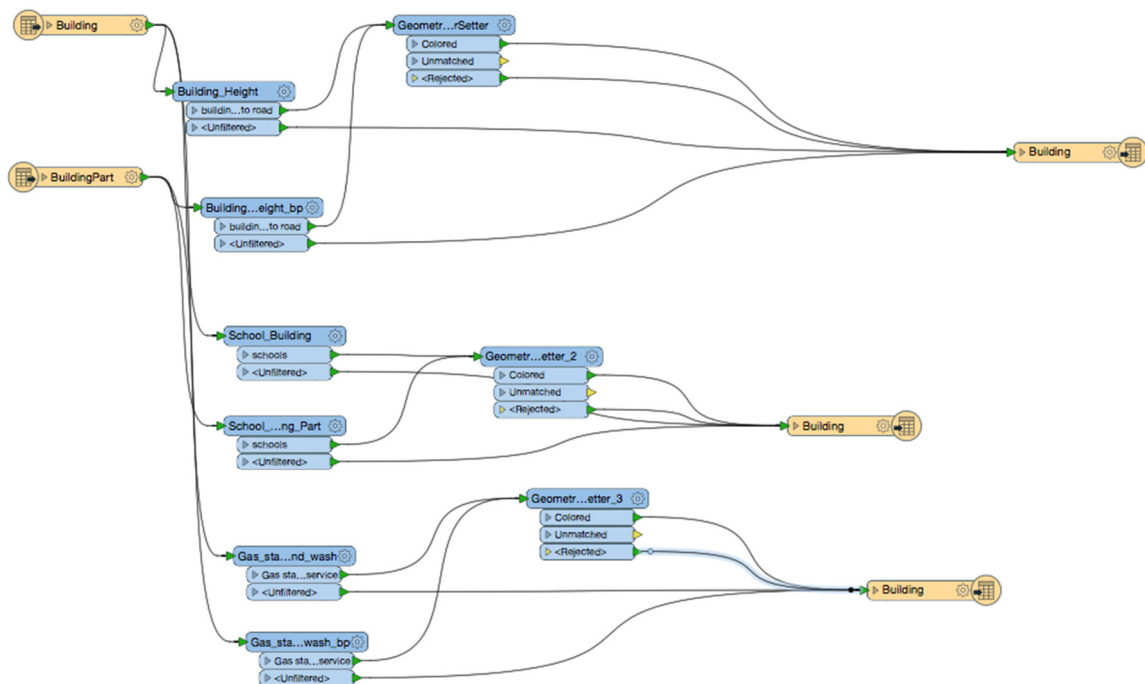 Building
Geometr...rSetter
Colored
Unmatched
<Rejected>
Building_Height
buildin...to road
<Unfiltered>
Building
BuildingPart
Building...eight_bp
buildin...to road
<Unfiltered>
School_Building
schools
<Unfiltered>
Geometr...etter_2
Colored
Unmatched
<Rejected>
School_...ng_Part
schools
<Unfiltered>
Building
Geometr...etter_3
Colored
Unmatched
<Rejected>
Gas_sta...nd_wash
Gas sta...service
<Unfiltered>
Building
Gas_sta...wash_bp
Gas sta...service
<Unfiltered>